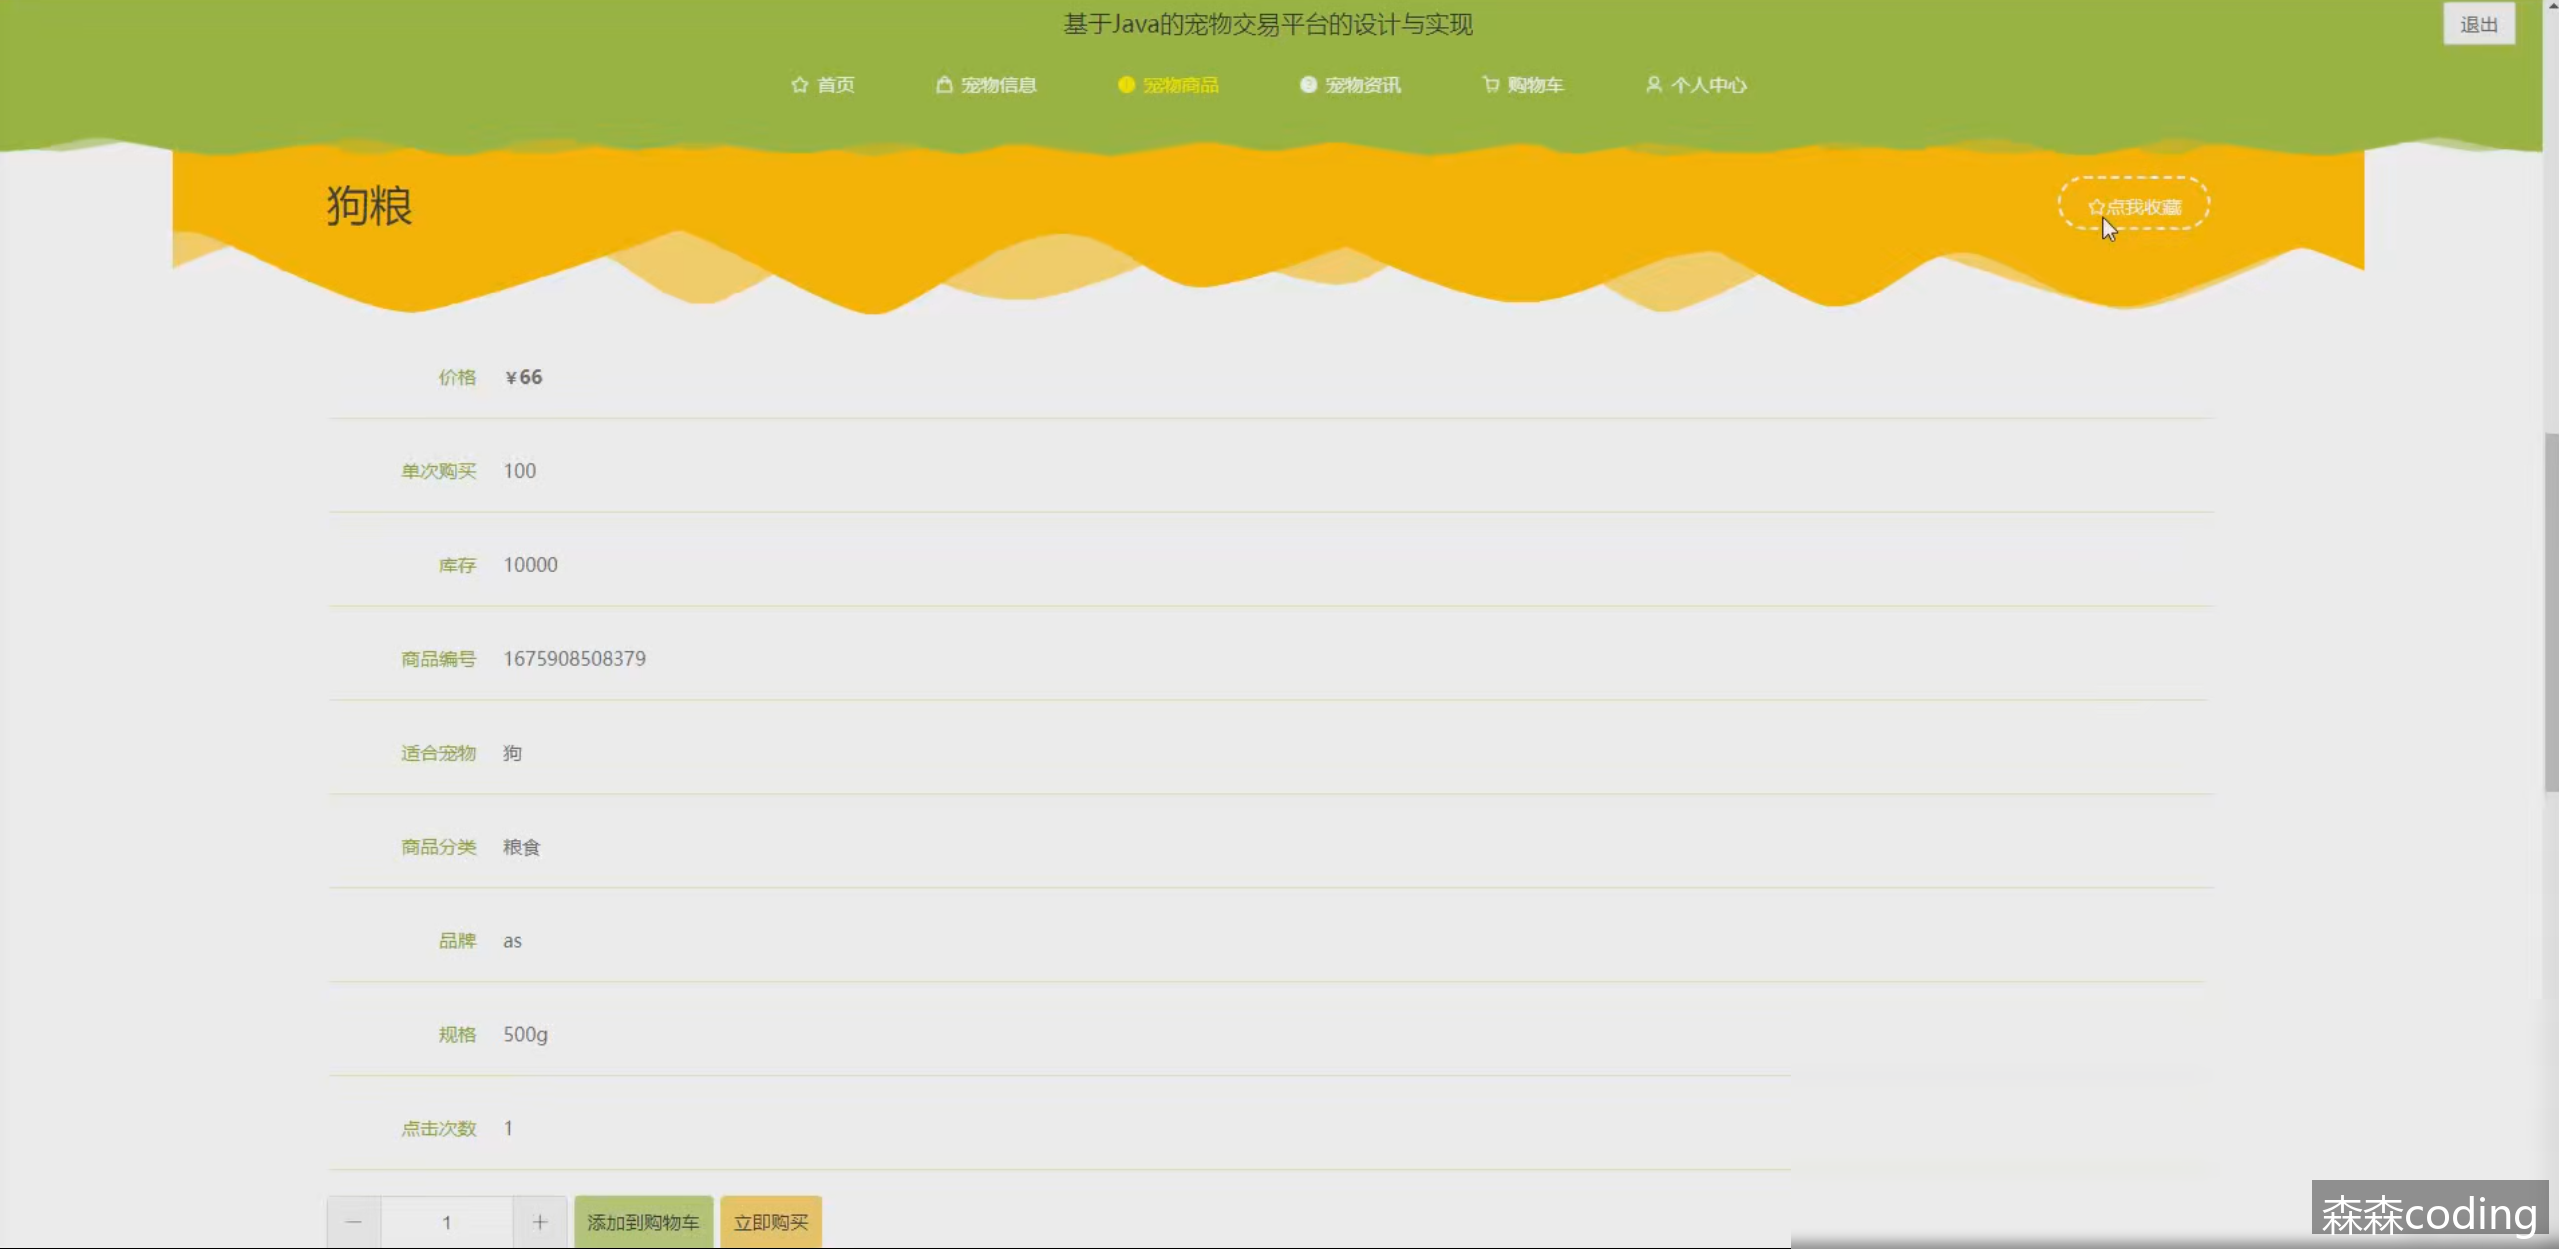 基于Java的宠物交易平台的设计与实现
退出
首页 宠物信息 宠物商品 宠物资讯 购物车 个人中心
狗粮
点我收藏
价格 ¥66
单次购买 100
库存 10000
商品编号 1675908508379
适合宠物 狗
商品分类 粮食
品牌 as
规格 500g
点击次数 1
1 添加到购物车 立即购买
森森coding